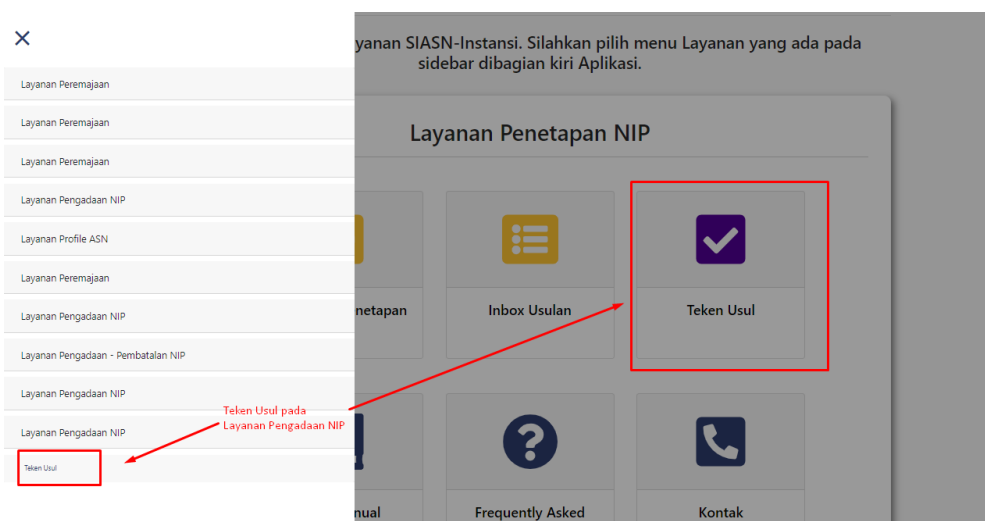 Layanan Peremajaan
Layanan Peremajaan
Layanan Peremajaan
Layanan Pengadaan NIP
Layanan Profile ASN
Layanan Peremajaan
Layanan Pengadaan NIP
Layanan Pengadaan - Pembatalan NIP
Layanan Pengadaan NIP
Layanan Pengadaan NIP
Teken Usul
Teken Usul pada
Layanan Pengadaan NIP
yanan SIASN-Instansi. Silahkan pilih menu Layanan yang ada pada
sidebar dibagian kiri Aplikasi.
Layanan Penetapan NIP
netapan
Inbox Usulan
Teken Usul
nual
Frequently Asked
Kontak